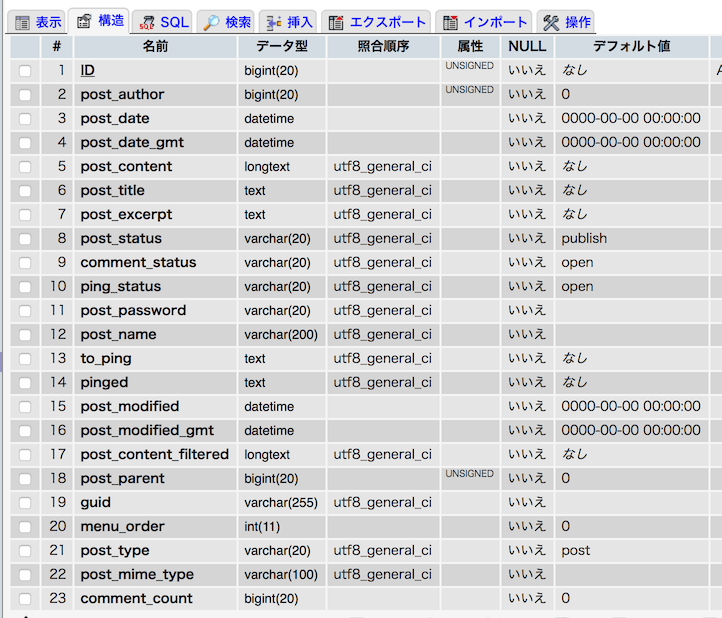 表示 構造 SQL 検索 挿入 エクスポート インポート 操作
# 名前 データ型 照合順序 属性 NULL デフォルト値
1 ID bigint(20) UNSIGNED いいえ なし A
2 post_author bigint(20) UNSIGNED いいえ 0
3 post_date datetime いいえ 0000-00-00 00:00:00
4 post_date_gmt datetime いいえ 0000-00-00 00:00:00
5 post_content longtext utf8_general_ci いいえ なし
6 post_title text utf8_general_ci いいえ なし
7 post_excerpt text utf8_general_ci いいえ なし
8 post_status varchar(20) utf8_general_ci いいえ publish
9 comment_status varchar(20) utf8_general_ci いいえ open
10 ping_status varchar(20) utf8_general_ci いいえ open
11 post_password varchar(20) utf8_general_ci いいえ
12 post_name varchar(200) utf8_general_ci いいえ
13 to_ping text utf8_general_ci いいえ なし
14 pinged text utf8_general_ci いいえ なし
15 post_modified datetime いいえ 0000-00-00 00:00:00
16 post_modified_gmt datetime いいえ 0000-00-00 00:00:00
17 post_content_filtered longtext utf8_general_ci いいえ なし
18 post_parent bigint(20) UNSIGNED いいえ 0
19 guid varchar(255) utf8_general_ci いいえ
20 menu_order int(11) いいえ 0
21 post_type varchar(20) utf8_general_ci いいえ post
22 post_mime_type varchar(100) utf8_general_ci いいえ
23 comment_count bigint(20) いいえ 0